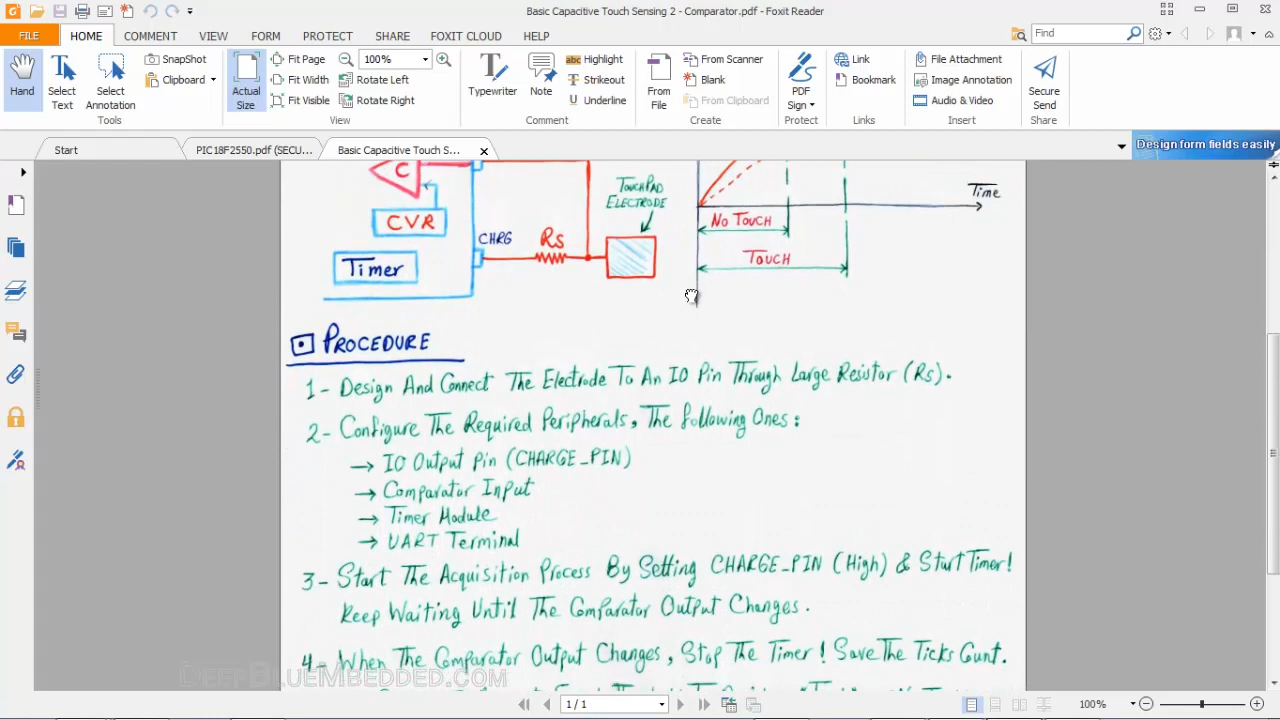 Basic Capacitive Touch Sensing 2 - Comparator.pdf - Foxit Reader
FILE HOME COMMENT VIEW FORM PROTECT SHARE FOXIT CLOUD HELP
Find
Hand
Select Text
Select Annotation
SnapShot
Clipboard
Tools
Actual Size
Fit Page
Fit Width
Fit Visible
100%
Rotate Left
Rotate Right
View
Typewriter
Note
Highlight
Strikeout
Underline
Comment
From File
From Scanner
Blank
From Clipboard
Create
PDF Sign
Protect
Link
Bookmark
Links
File Attachment
Image Annotation
Audio & Video
Insert
Secure Send
Share
Start
PIC18F2550.pdf (SECU...
Basic Capacitive Touch S...
Design form fields easily
C
CVR
Timer
CHRG
Rs
TouchPad
Electrode
Time
No Touch
Touch
Procedure
1- Design And Connect The Electrode To An IO Pin Through Large Resistor (Rs).
2- Configure The Required Peripherals, The following Ones:
→ IO Output Pin (CHARGE_PIN)
→ Comparator Input
→ Timer Module
→ UART Terminal
3- Start The Acquisition Process By Setting CHARGE_PIN (High) & Start Timer!
Keep Waiting Until The Comparator Output Changes.
4- When The Comparator Output Changes, Stop The Timer! Save The Ticks Count.
DeepBlueMbedded.com
1 / 1
100%